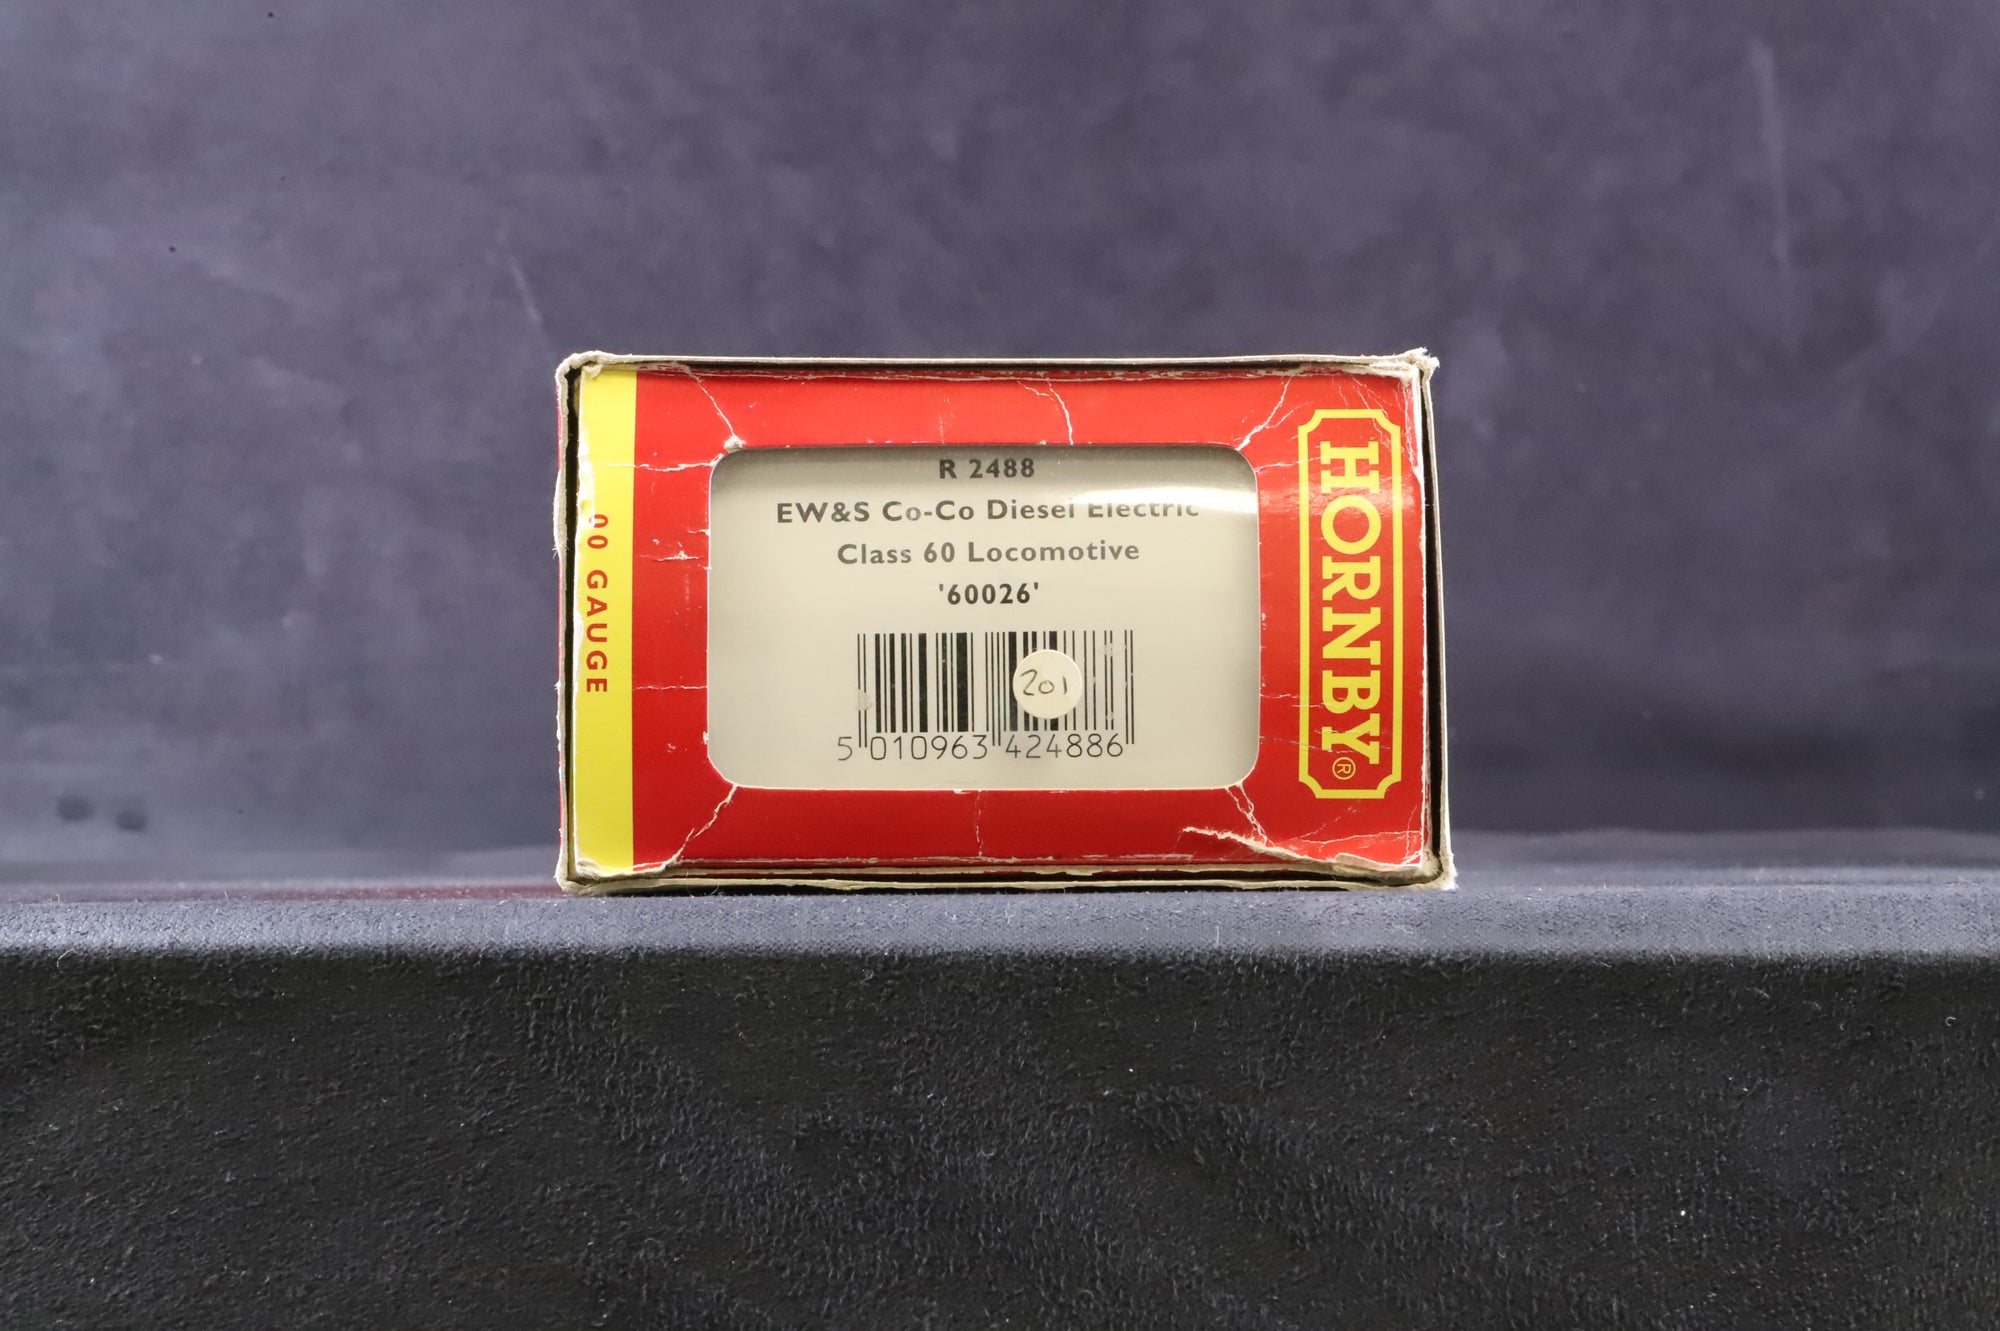 00 GAUGE
R 2488
EW&S Co-Co Diesel Electric
Class 60 Locomotive
'60026'
201
5 010963 424886
HORNBY®